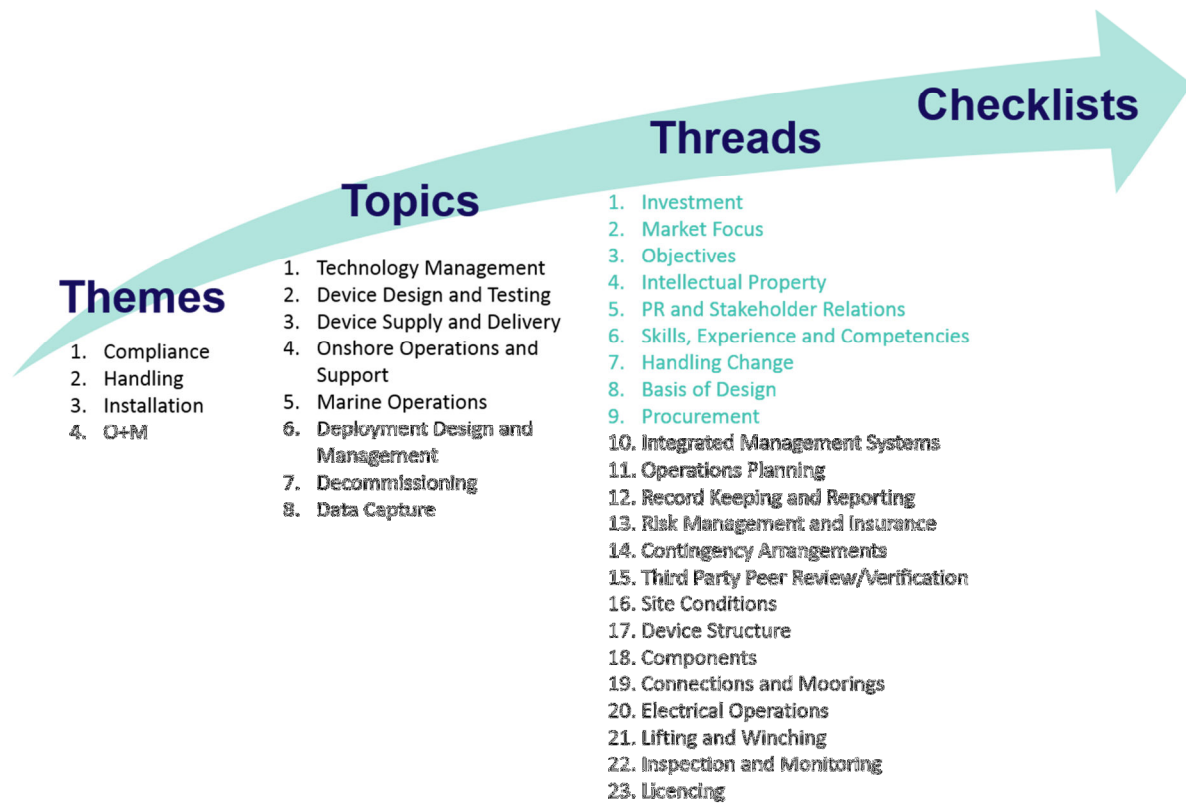 Checklists
Threads
Topics
Themes
1. Compliance
2. Handling
3. Installation
4. O+M
1. Technology Management
2. Device Design and Testing
3. Device Supply and Delivery
4. Onshore Operations and
Support
5. Marine Operations
6. Deployment Design and
Management
7. Decommissioning
8. Data Capture
1. Investment
2. Market Focus
3. Objectives
4. Intellectual Property
5. PR and Stakeholder Relations
6. Skills, Experience and Competencies
7. Handling Change
8. Basis of Design
9. Procurement
10. Integrated Management Systems
11. Operations Planning
12. Record Keeping and Reporting
13. Risk Management and Insurance
14. Contingency Arrangements
15. Third Party Peer Review/Verification
16. Site Conditions
17. Device Structure
18. Components
19. Connections and Moorings
20. Electrical Operations
21. Lifting and Winching
22. Inspection and Monitoring
23. Licencing